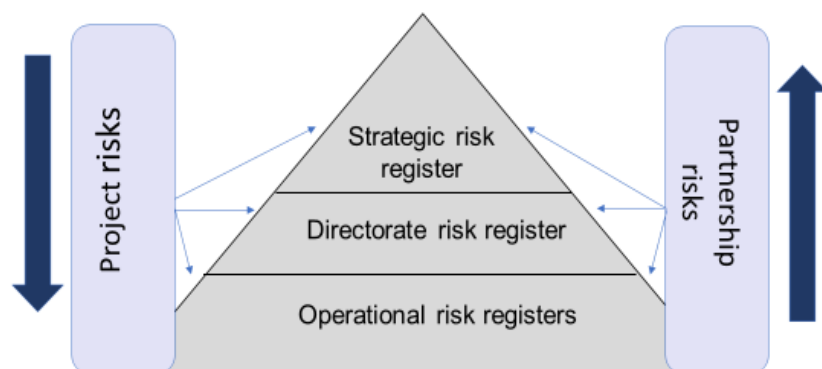 Project risks
Strategic risk
register
Directorate risk register
Operational risk registers
Partnership
risks